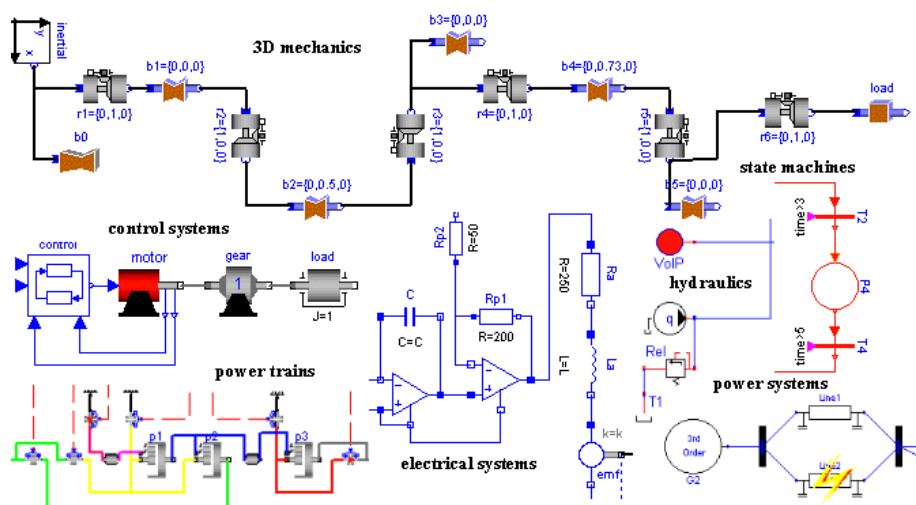 y
x
inertial
3D mechanics
b3={0,0,0}
b1={0,0,0}
b4={0,0.73,0}
load
r1={0,1,0}
r2={1,0,0}
r3={1,0,0}
r4={0,1,0}
r5={1,0,0}
r6={0,1,0}
b0
b2={0,0.5,0}
b5={0,0,0}
state machines
control systems
control
motor
gear
load
1
J=1
Rp2
R=50
C
C=C
Rp1
R=200
R=250
Ra
L=L
La
k=k
emf
electrical systems
VolP
hydraulics
q
Rel
T1
time>3
T2
P4
time>5
T4
power trains
p1
p2
p3
power systems
3rd
Order
G2
Line1
Line2